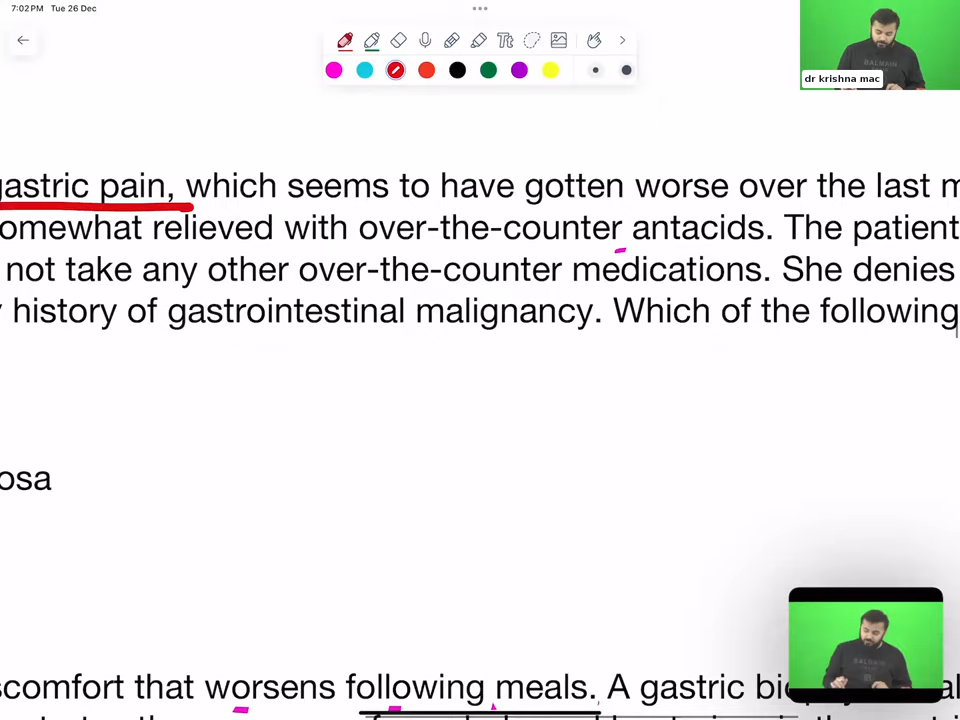 7:02 PM Tue 26 Dec
dr krishna mac
gastric pain, which seems to have gotten worse over the last
omewhat relieved with over-the-counter antacids. The patient
not take any other over-the-counter medications. She denies
history of gastrointestinal malignancy. Which of the following
osa
scomfort that worsens following meals. A gastric